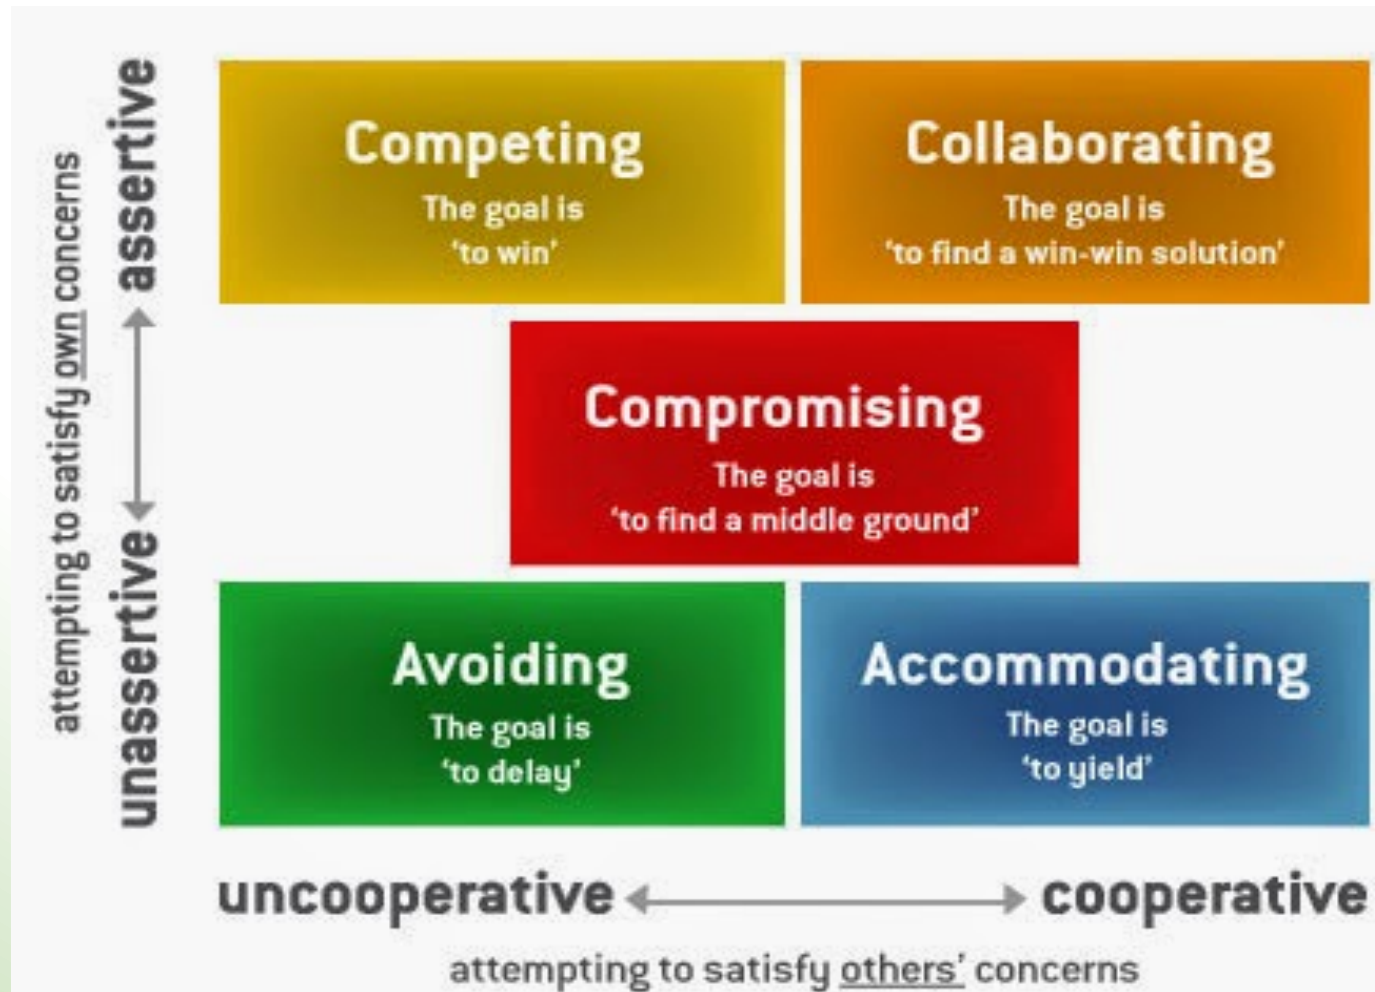 assertive
unassertive
attempting to satisfy own concerns
Competing
The goal is
‘to win’
Collaborating
The goal is
‘to find a win-win solution’
Compromising
The goal is
‘to find a middle ground’
Avoiding
The goal is
‘to delay’
Accommodating
The goal is
‘to yield’
uncooperative
cooperative
attempting to satisfy others’ concerns